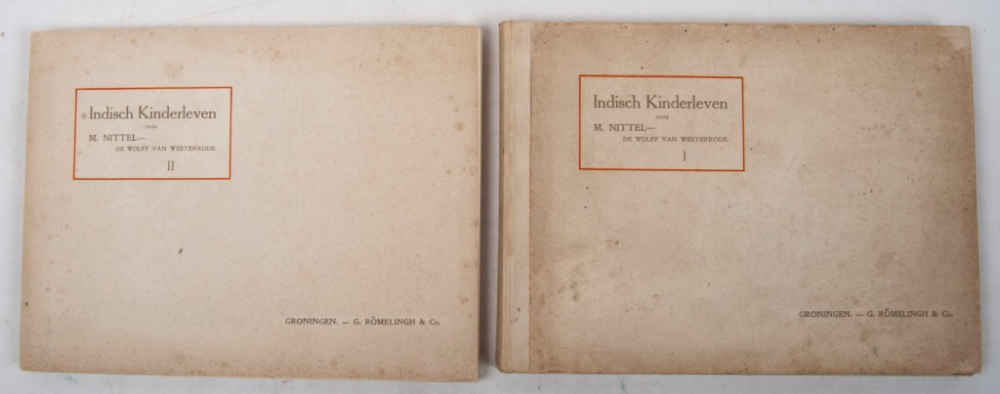 Indisch Kinderleven
DOOR
M. NITTEL—
DE WOLFF VAN WESTERRODE.
II
GRONINGEN. — G. RÖMELINGH & Co.
Indisch Kinderleven
DOOR
M. NITTEL—
DE WOLFF VAN WESTERRODE.
I
GRONINGEN. — G. RÖMELINGH & Co.